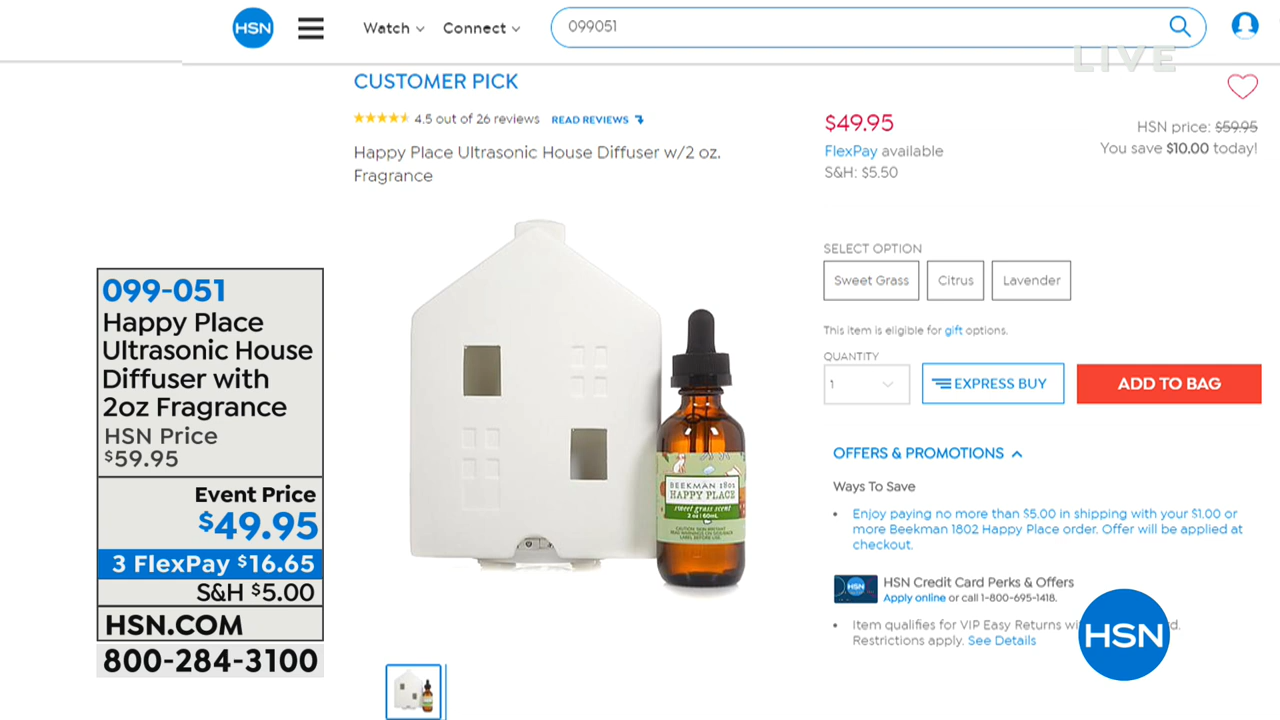 HSN
Watch
Connect
099051
LIVE
CUSTOMER PICK
4.5 out of 26 reviews READ REVIEWS
Happy Place Ultrasonic House Diffuser w/2 oz.
Fragrance
$49.95
HSN price: $59.95
FlexPay available
You save $10.00 today!
S&H: $5.50
SELECT OPTION
Sweet Grass
Citrus
Lavender
This item is eligible for gift options.
QUANTITY
1
EXPRESS BUY
ADD TO BAG
OFFERS & PROMOTIONS
Ways To Save
• Enjoy paying no more than $5.00 in shipping with your $1.00 or
more Beekman 1802 Happy Place order. Offer will be applied at
checkout.
HSN
HSN Credit Card Perks & Offers
Apply online or call 1-800-695-1418.
• Item qualifies for VIP Easy Returns
Restrictions apply. See Details
HSN
BEEKMAN 1802
HAPPY PLACE
sweet grass scent
2 oz | 60mL
099-051
Happy Place
Ultrasonic House
Diffuser with
2oz Fragrance
HSN Price
$59.95
Event Price
$49.95
3 FlexPay $16.65
S&H $5.00
HSN.COM
800-284-3100